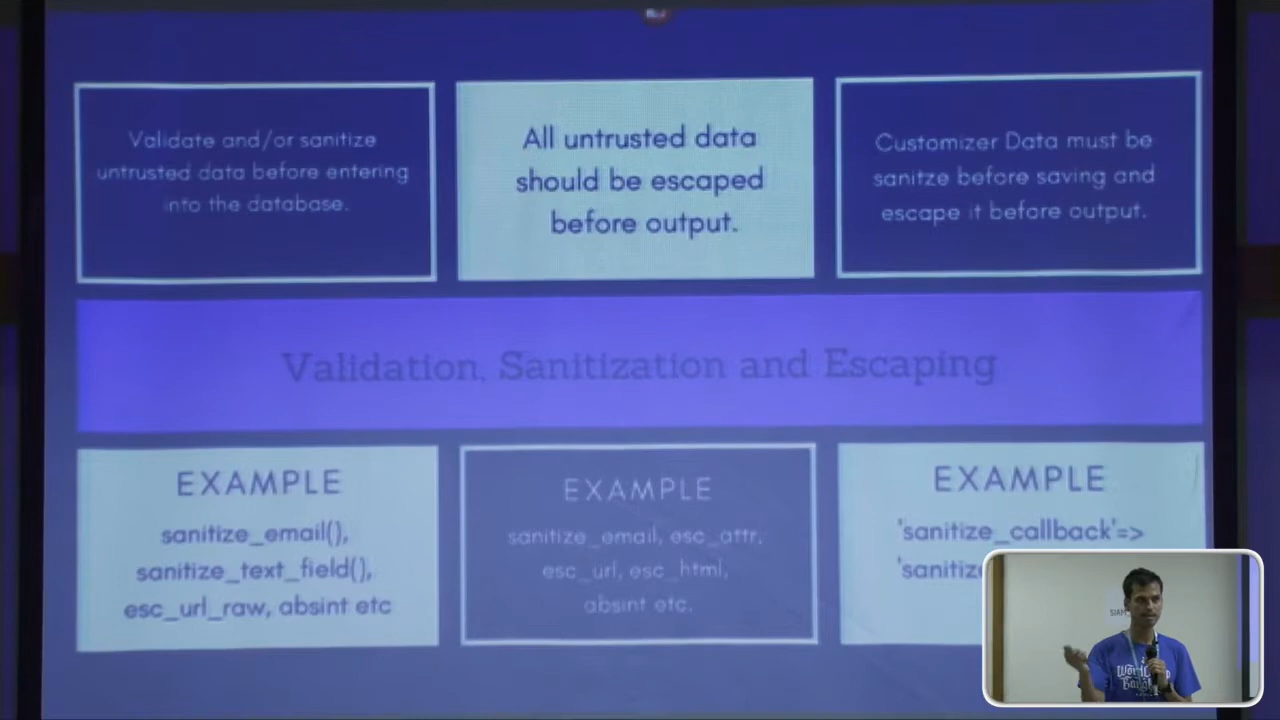 Validate and/or sanitize
untrusted data before entering
into the database.
All untrusted data
should be escaped
before output.
Customizer Data must be
sanitze before saving and
escape it before output.
Validation, Sanitization and Escaping
EXAMPLE
sanitize_email(),
sanitize_text_field(),
esc_url_raw, absint etc
EXAMPLE
sanitize_email, esc_attr,
esc_url, esc_html,
absint etc.
EXAMPLE
'sanitize_callback'=>
SIAM